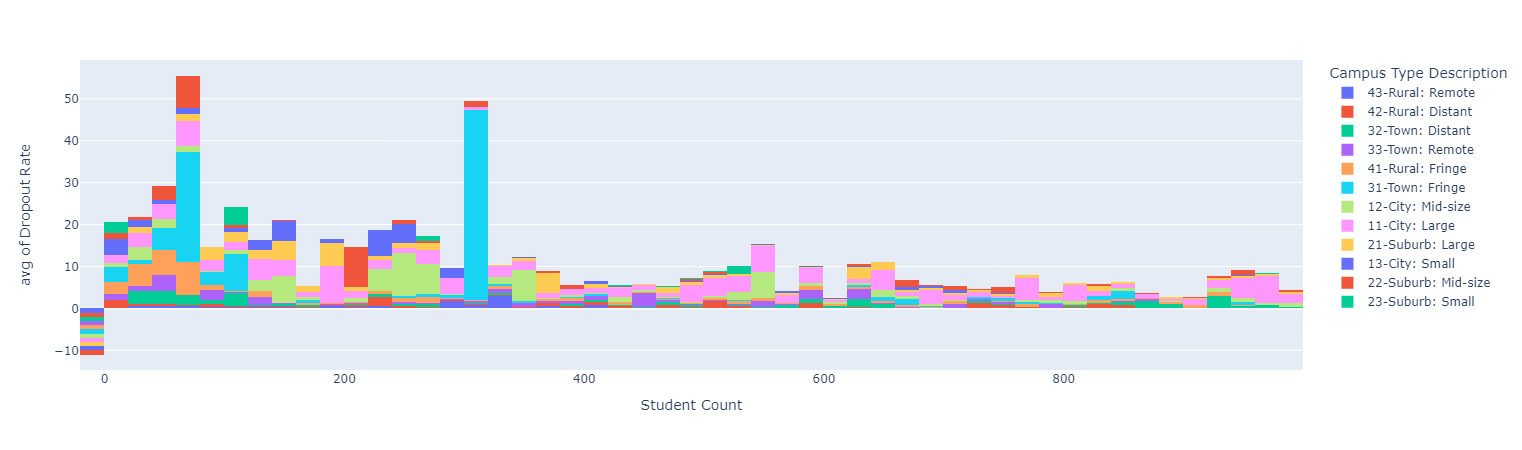 Campus Type Description
43-Rural: Remote
42-Rural: Distant
32-Town: Distant
33-Town: Remote
41-Rural: Fringe
31-Town: Fringe
12-City: Mid-size
11-City: Large
21-Suburb: Large
13-City: Small
22-Suburb: Mid-size
23-Suburb: Small
avg of Dropout Rate
50
40
30
20
10
0
−10
0 200 400 600 800
Student Count